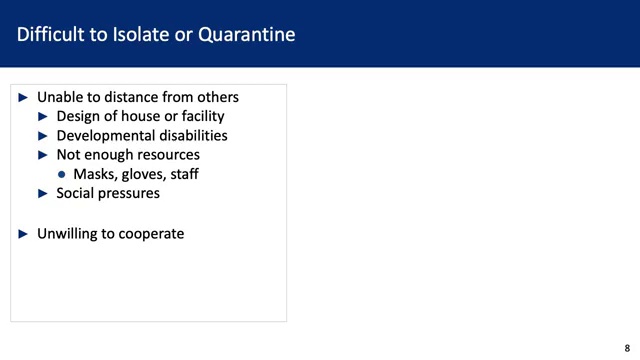 Difficult to Isolate or Quarantine
► Unable to distance from others
► Design of house or facility
► Developmental disabilities
► Not enough resources
● Masks, gloves, staff
► Social pressures
► Unwilling to cooperate
8